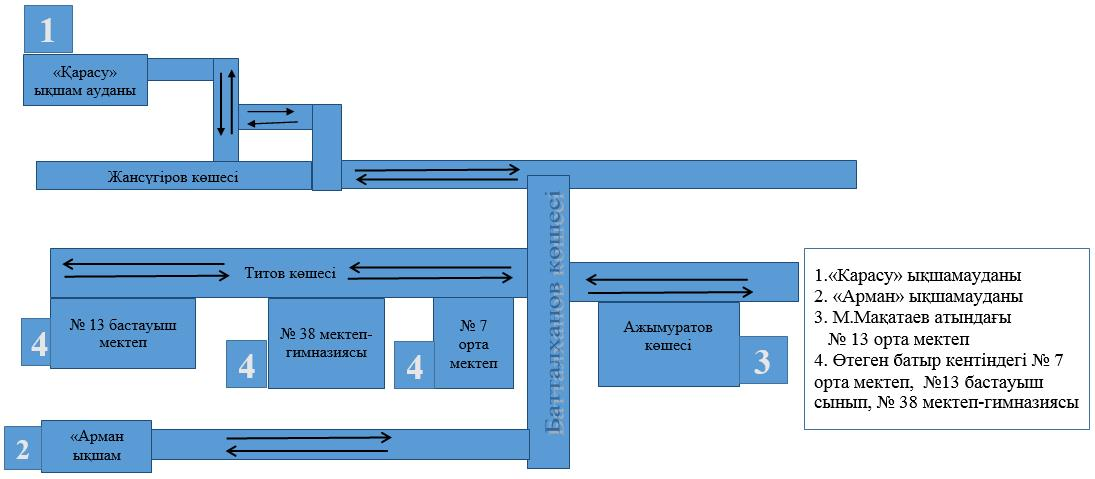 1
«Қарасу»
ықшам ауданы
Жансүгіров көшесі
Батталханов көшесі
Титов көшесі
4
№ 13 бастауыш
мектеп
4
№ 38 мектеп-
гимназиясы
4
№ 7
орта
мектеп
Ажымуратов
көшесі
3
2
«Арман
ықшам
1.«Карасу» ықшамауданы
2. «Арман» ықшамауданы
3. М.Мақатаев атындағы
№ 13 орта мектеп
4. Өтеген батыр кентіндегі № 7
орта мектеп, №13 бастауыш
сынып, № 38 мектеп-гимназиясы